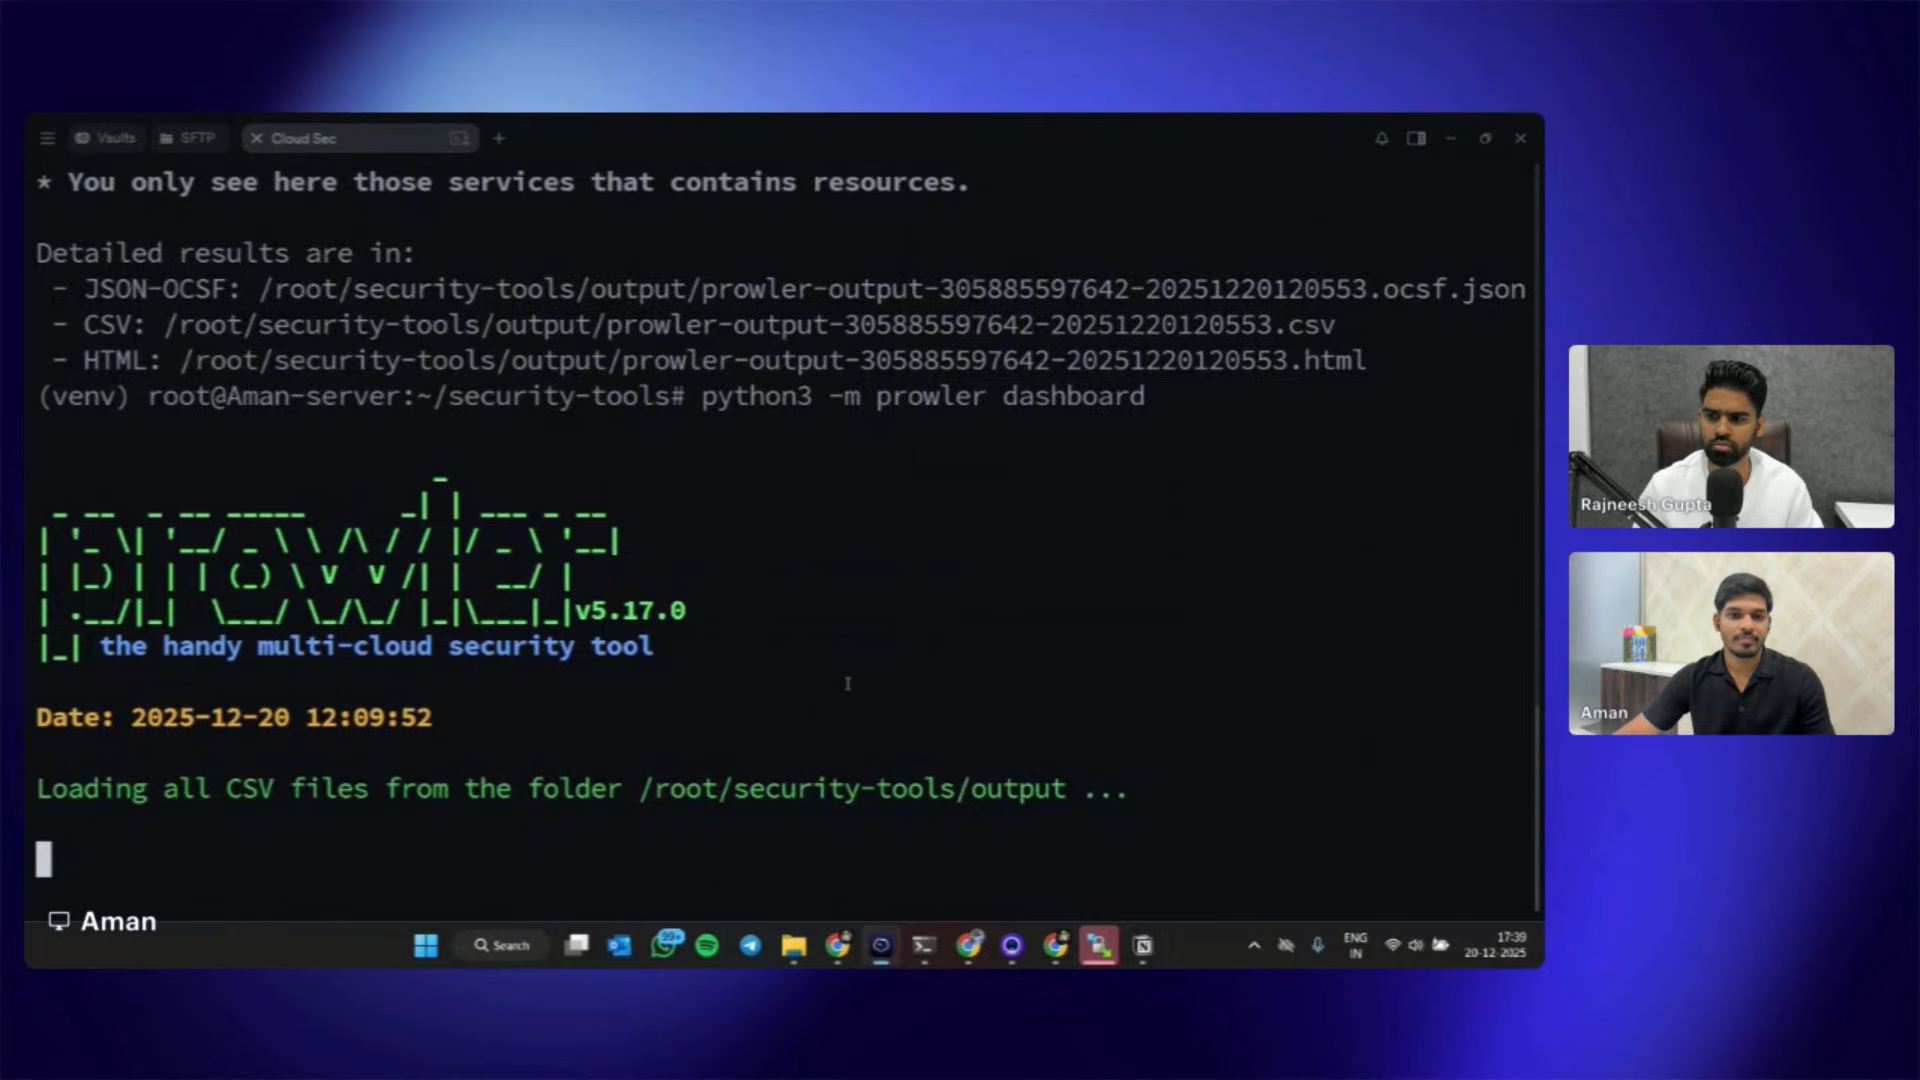 Vaults
SFTP
Cloud Sec
* You only see here those services that contains resources.
Detailed results are in:
- JSON-OCSF: /root/security-tools/output/prowler-output-305885597642-20251220120553.ocsf.json
- CSV: /root/security-tools/output/prowler-output-305885597642-20251220120553.csv
- HTML: /root/security-tools/output/prowler-output-305885597642-20251220120553.html
(venv) root@Aman-server:~/security-tools# python3 -m prowler dashboard
prowler
v5.17.0
the handy multi-cloud security tool
Date: 2025-12-20 12:09:52
Loading all CSV files from the folder /root/security-tools/output ...
Aman
Search
99+
ENG
IN
17:39
20-12-2025
Rajneesh Gupta
Aman